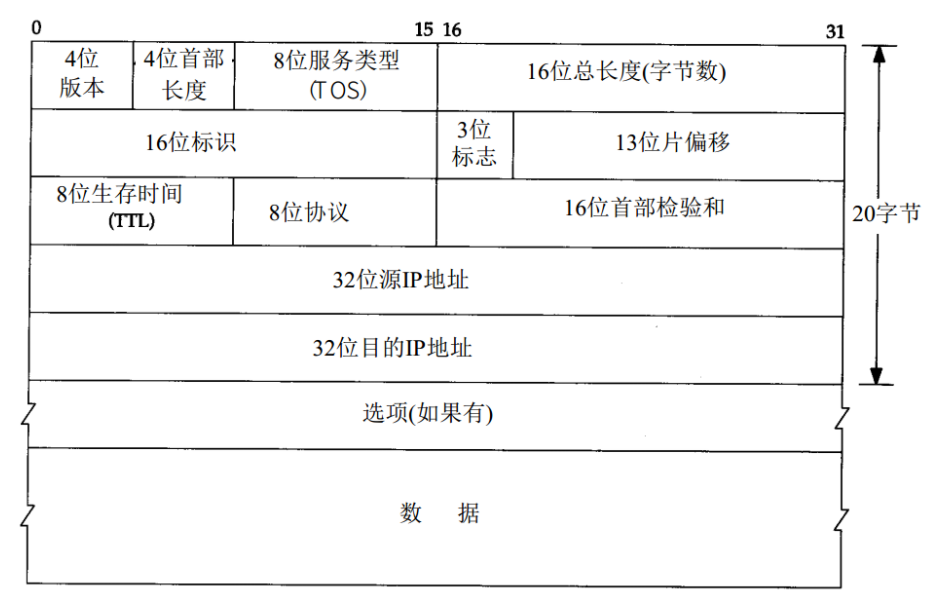 0 15 16 31
4位版本 4位首部长度 8位服务类型(TOS) 16位总长度(字节数)
16位标识 3位标志 13位片偏移
8位生存时间(TTL) 8位协议 16位首部检验和
20字节
32位源IP地址
32位目的IP地址
选项(如果有)
数 据